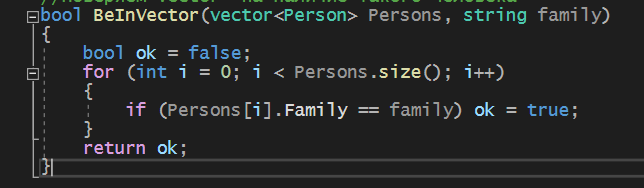 bool BeInVector(vector<Person> Persons, string family)
{
bool ok = false;
for (int i = 0; i < Persons.size(); i++)
{
if (Persons[i].Family == family) ok = true;
}
return ok;
}